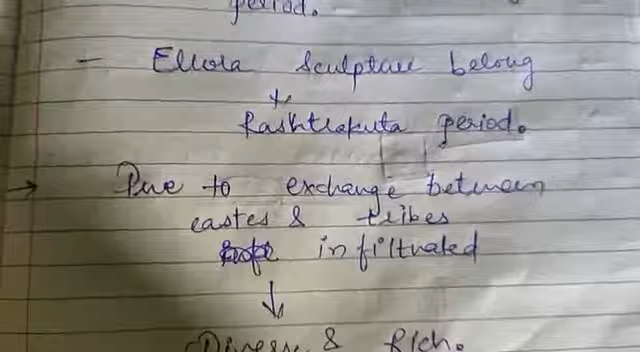 period.
- Ellora Sculpture belong
to
Rashtrakuta period.
→ Due to exchange between
castes & tribes
infiltrated
↓
Diverse & Rich.